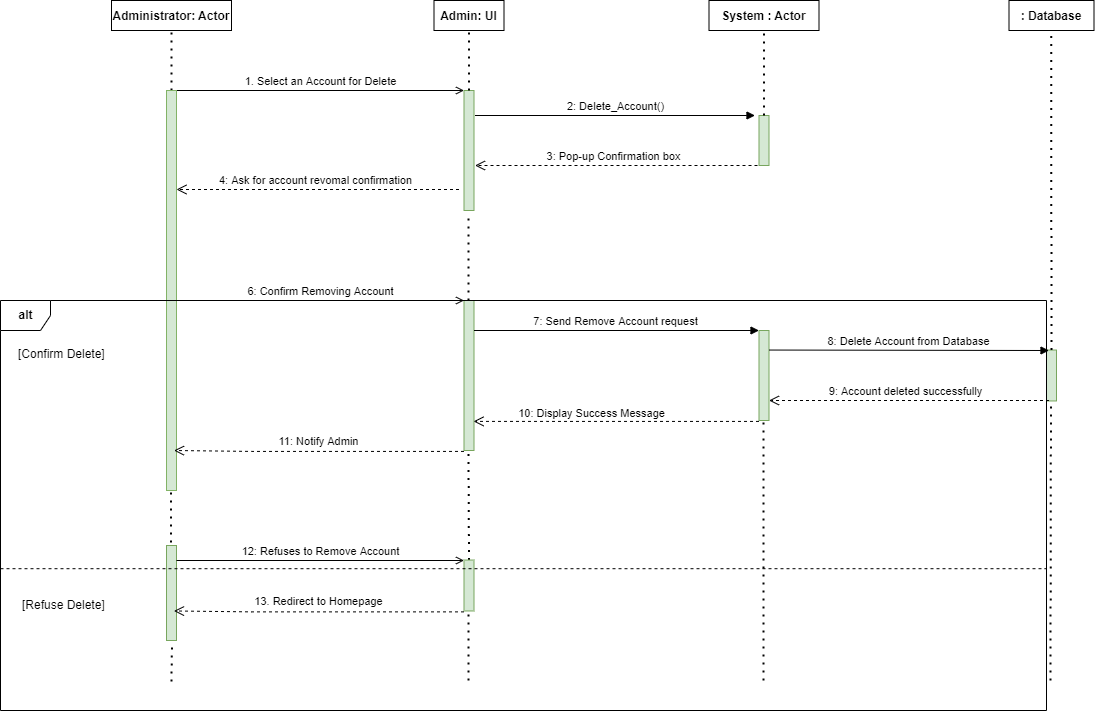 Administrator: Actor
Admin: UI
System : Actor
: Database
1. Select an Account for Delete
2: Delete_Account()
3: Pop-up Confirmation box
4: Ask for account revomal confirmation
6: Confirm Removing Account
alt
7: Send Remove Account request
8: Delete Account from Database
[Confirm Delete]
9: Account deleted successfully
10: Display Success Message
11: Notify Admin
12: Refuses to Remove Account
13. Redirect to Homepage
[Refuse Delete]